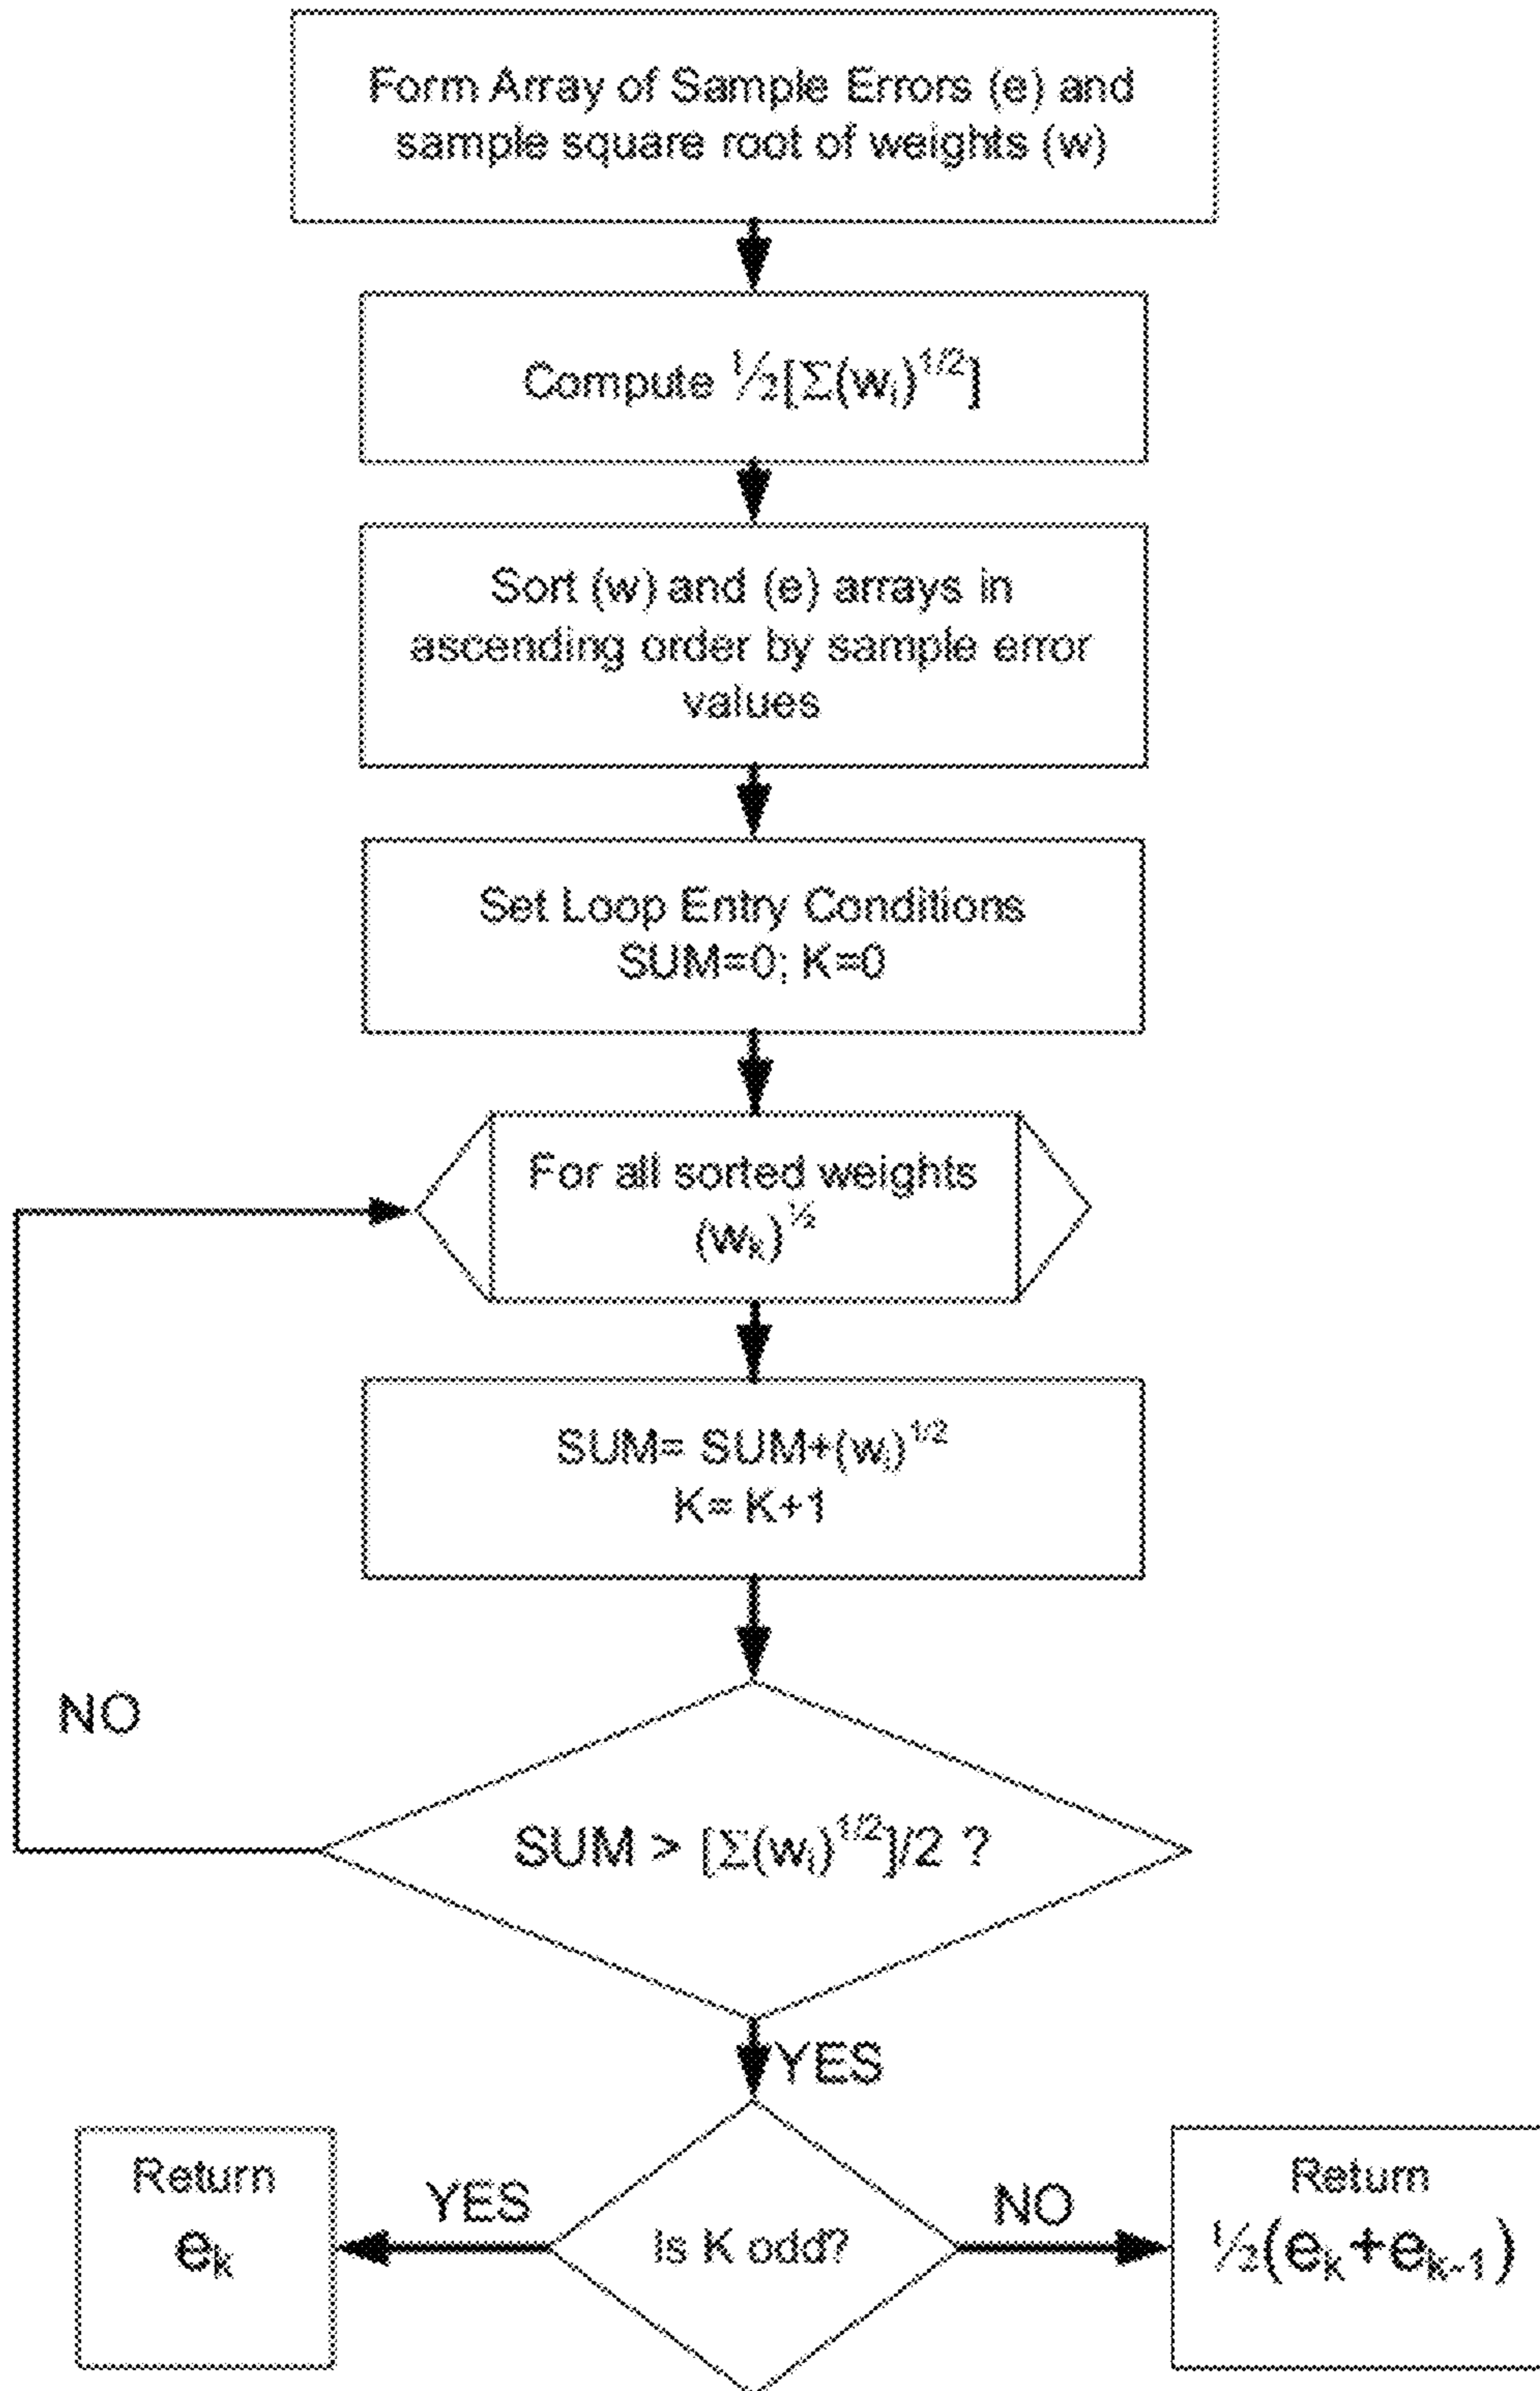 Form Array of Sample Errors (e) and
sample square root of weights (w)
Compute ½[Σ(wᵢ)^1/2]
Sort (w) and (e) arrays in
ascending order by sample error
values
Set Loop Entry Conditions
SUM=0; K=0
For all sorted weights
(wₖ)^½
SUM= SUM+(wᵢ)^1/2
K= K+1
NO
SUM > [Σ(wᵢ)^1/2]/2 ?
YES
Return
eₖ
YES
Is K odd?
NO
Return
½(eₖ+eₖ₋₁)